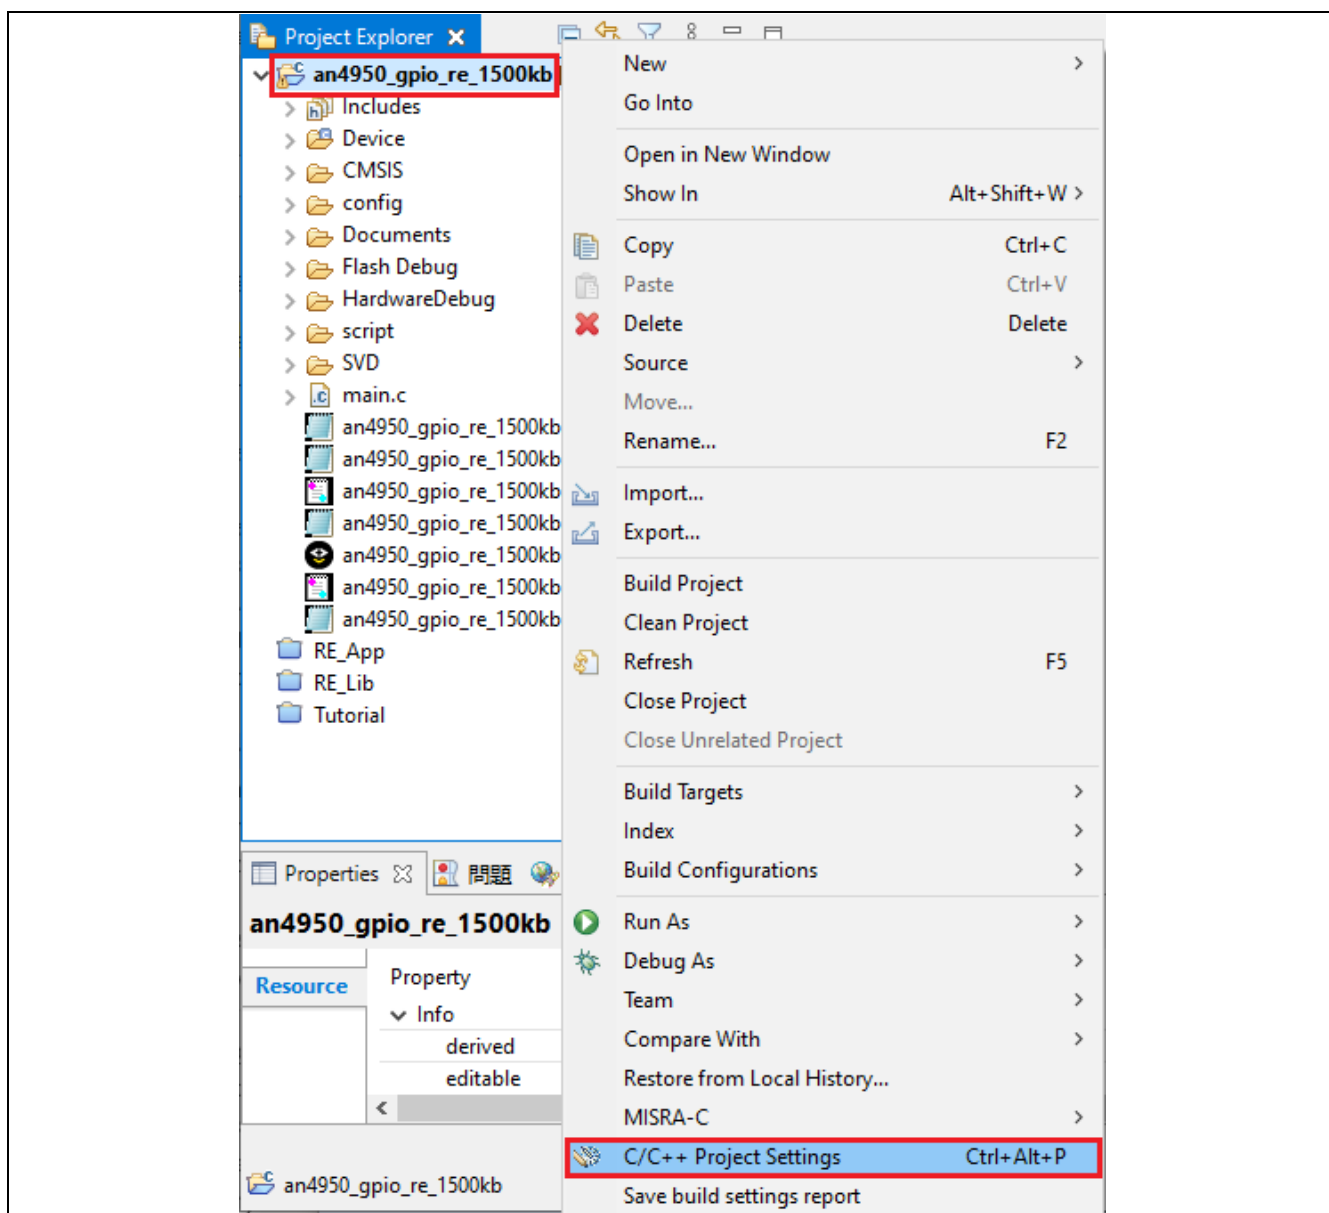 Project Explorer
an4950_gpio_re_1500kb
Includes
Device
CMSIS
config
Documents
Flash Debug
HardwareDebug
script
SVD
main.c
an4950_gpio_re_1500kb
an4950_gpio_re_1500kb
an4950_gpio_re_1500kb
an4950_gpio_re_1500kb
an4950_gpio_re_1500kb
an4950_gpio_re_1500kb
an4950_gpio_re_1500kb
RE_App
RE_Lib
Tutorial
Properties 問題
an4950_gpio_re_1500kb
Resource
Property
Info
derived
editable
an4950_gpio_re_1500kb
New
Go Into
Open in New Window
Show In Alt+Shift+W
Copy Ctrl+C
Paste Ctrl+V
Delete Delete
Source
Move...
Rename... F2
Import...
Export...
Build Project
Clean Project
Refresh F5
Close Project
Close Unrelated Project
Build Targets
Index
Build Configurations
Run As
Debug As
Team
Compare With
Restore from Local History...
MISRA-C
C/C++ Project Settings Ctrl+Alt+P
Save build settings report